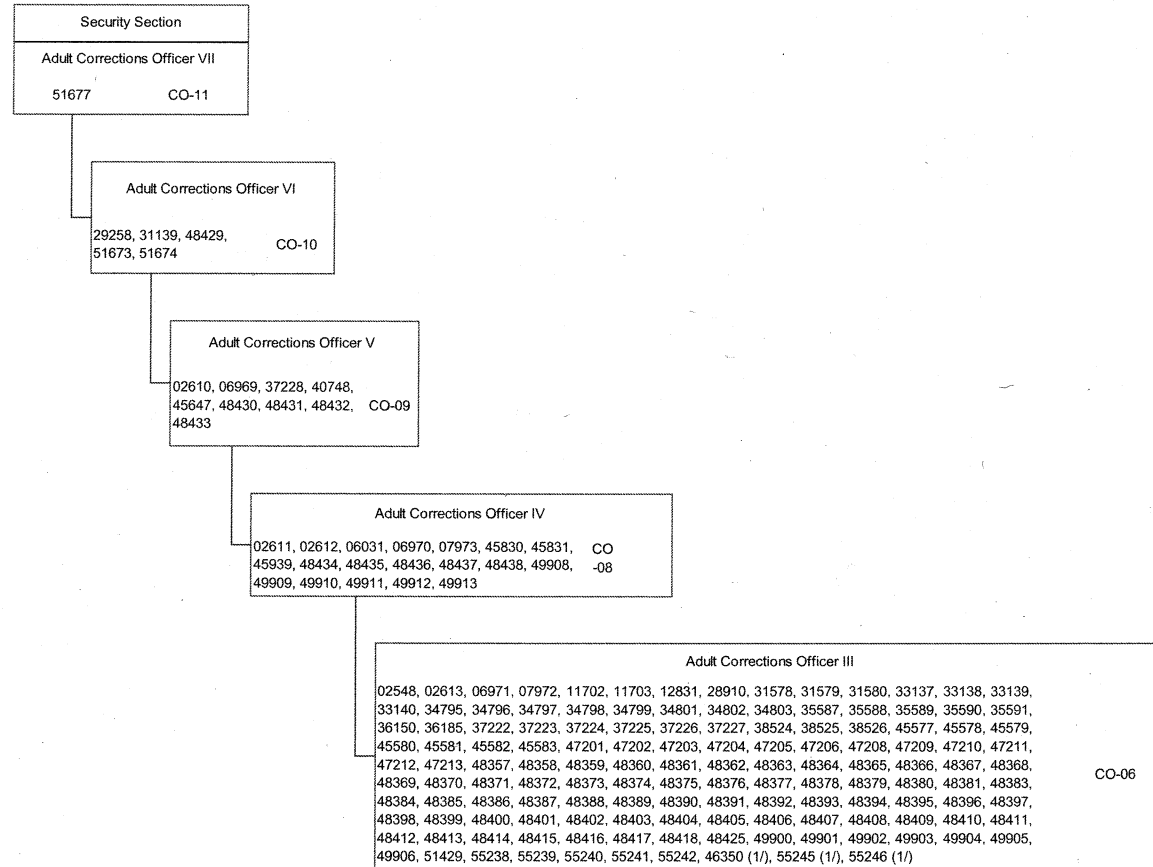 Security Section
Adult Corrections Officer VII
51677 CO-11
Adult Corrections Officer VI
29258, 31139, 48429,
51673, 51674
CO-10
Adult Corrections Officer V
02610, 06969, 37228, 40748,
45647, 48430, 48431, 48432, CO-09
48433
Adult Corrections Officer IV
02611, 02612, 06031, 06970, 07973, 45830, 45831, CO
45939, 48434, 48435, 48436, 48437, 48438, 49908, -08
49909, 49910, 49911, 49912, 49913
Adult Corrections Officer III
02548, 02613, 06971, 07972, 11702, 11703, 12831, 28910, 31578, 31579, 31580, 33137, 33138, 33139,
33140, 34795, 34796, 34797, 34798, 34799, 34801, 34802, 34803, 35587, 35588, 35589, 35590, 35591,
36150, 36185, 37222, 37223, 37224, 37225, 37226, 37227, 38524, 38525, 38526, 45577, 45578, 45579,
45580, 45581, 45582, 45583, 47201, 47202, 47203, 47204, 47205, 47206, 47208, 47209, 47210, 47211,
47212, 47213, 48357, 48358, 48359, 48360, 48361, 48362, 48363, 48364, 48365, 48366, 48367, 48368,
48369, 48370, 48371, 48372, 48373, 48374, 48375, 48376, 48377, 48378, 48379, 48380, 48381, 48383,
48384, 48385, 48386, 48387, 48388, 48389, 48390, 48391, 48392, 48393, 48394, 48395, 48396, 48397,
48398, 48399, 48400, 48401, 48402, 48403, 48404, 48404, 48405, 48406, 48407, 48408, 48409, 48410, 48411,
48412, 48413, 48414, 48415, 48416, 48417, 48418, 48425, 49900, 49901, 49902, 49903, 49904, 49905,
49906, 51429, 55238, 55239, 55240, 55241, 55242, 46350 (1/), 55245 (1/), 55246 (1/)
CO-06